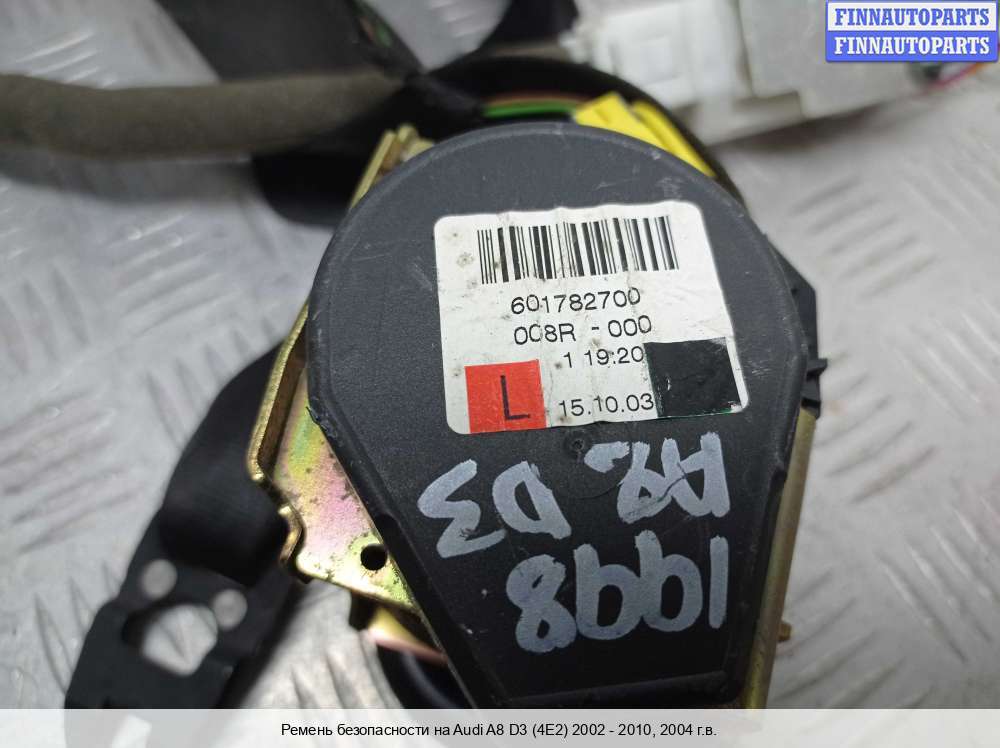 FINNAUTOPARTS
FINNAUTOPARTS
601782700
008R - 000
1 19:20
L
15.10.03
A8 D3
1998
Ремень безопасности на Audi A8 D3 (4E2) 2002 - 2010, 2004 г.в.